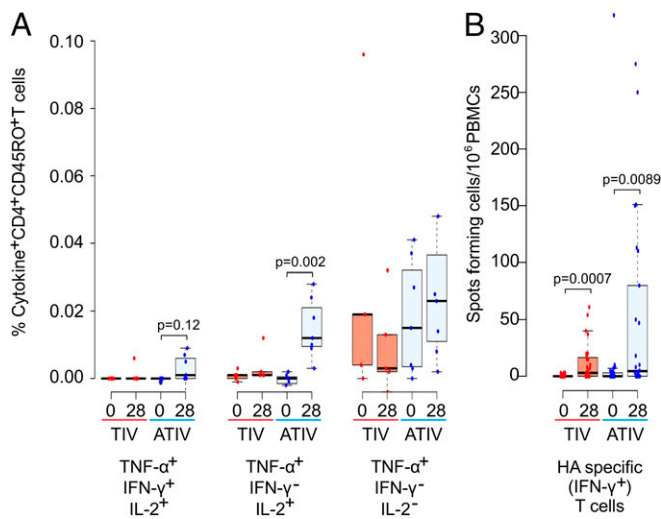 A
% Cytokine⁺CD4⁺CD45RO⁺T cells
0.10
0.08
0.06
0.04
0.02
0.00
p=0.12
p=0.002
0 28 0 28
TIV ATIV
TNF-α⁺
IFN-γ⁺
IL-2⁺
0 28 0 28
TIV ATIV
TNF-α⁺
IFN-γ⁻
IL-2⁺
0 28 0 28
TIV ATIV
TNF-α⁺
IFN-γ⁻
IL-2⁻
B
Spots forming cells/10⁶ PBMCs
300
250
200
150
100
50
0
p=0.0007
p=0.0089
0 28 0 28
TIV ATIV
HA specific
(IFN-γ⁺)
T cells